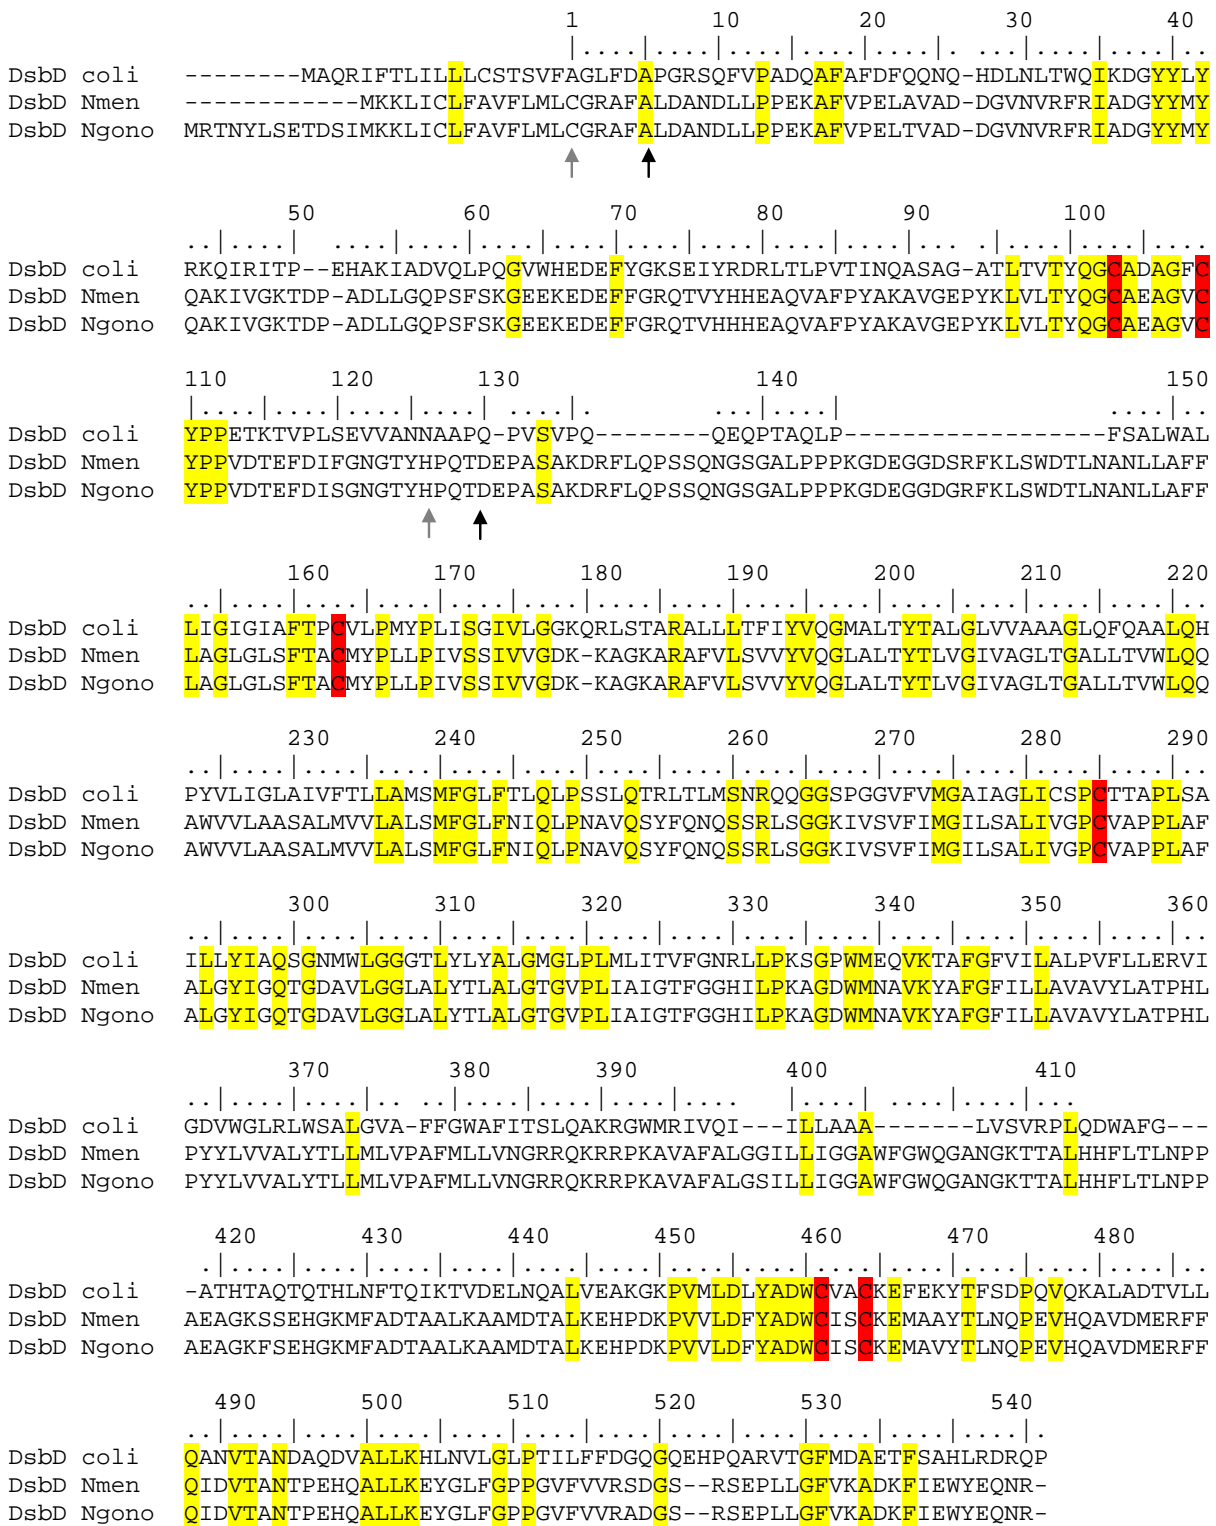 1 10 20 30 40
|....|....|....|....|. ...|....|....|....|..
DsbD coli --------MAQRIFTLILLLCSTSVFAGLFDAPGRSQFVPADQAFAFDFQQNQ-HDLNLTWQIKDGYYLY
DsbD Nmen ------------MKKLICLFAVFLMLCGRAFALDANDLLPPEKAFVPELAVAD-DGVNVRFRIADGYYMY
DsbD Ngono MRTNYLSETDSIMKKLICLFAVFLMLCGRAFALDANDLLPPEKAFVPELTVAD-DGVNVRFRIADGYYMY
50 60 70 80 90 100
..|....|  ....|....|....|....|....|....|....|.. ..|....|....|..
DsbD coli RKQIRITP--EHAKIADVQLPQGVWHEDEFYGKSEIYRDRLTLPVTINQASAG-ATLTVTYQGCADAGFC
DsbD Nmen QAKIVGKTDP-ADLLGQPSFSKGEEKEDEFFGRQTVYHHEAQVAFPYAKAVGEPYKLVLTYQGCAEAGVC
DsbD Ngono QAKIVGKTDP-ADLLGQPSFSKGEEKEDEFFGRQTVHHHEAQVAFPYAKAVGEPYKLVLTYQGCAEAGVC
110 120 130 140 150
|....|....|....|....| ....|. ...|....| ....|..
DsbD coli YPPETKTVPLSEVVANNAAPQ-PVSVPQ--------QEQPTAQLP------------------FSALWAL
DsbD Nmen YPPVDTEFDIFGNGTYHPQTDEPASAKDRFLQPSSQNGSGALPPPKGDEGGDSRFKLSWDTLNANLLAFF
DsbD Ngono YPPVDTEFDISGNGTYHPQTDEPASAKDRFLQPSSQNGSGALPPPKGDEGGDGRFKLSWDTLNANLLAFF
160 170 180 190 200 210 220
..|....|....|....|....|....|....|....|....|....|....|....|....|....|..
DsbD coli LIGIGIAFTPCVLPMYPLISGIVLGGKQRLSTARALLLTFIYVQGMALTYTALGLVVAAAGLQFQAALQH
DsbD Nmen LAGLGLSFTACMYPLLPIVSSIVVGDK-KAGKARAFVLSVVYVQGLALTYTLVGIVAGLTGALLTVWLQQ
DsbD Ngono LAGLGLSFTACMYPLLPIVSSIVVGDK-KAGKARAFVLSVVYVQGLALTYTLVGIVAGLTGALLTVWLQQ
230 240 250 260 270 280 290
..|....|....|....|....|....|....|....|....|....|....|....|....|....|..
DsbD coli PYVLIGLAIVFTLLAMSMFGLFTLQLPSSLQTRLTLMSNRQQGGSPGGVFVMGAIAGLICSPCTTAPLSA
DsbD Nmen AWVVLAASALMVVLALSMFGLFNIQLPNAVQSYFQNQSSRLSGGKIVSVFIMGILSALIVGPCVAPPLAF
DsbD Ngono AWVVLAASALMVVLALSMFGLFNIQLPNAVQSYFQNQSSRLSGGKIVSVFIMGILSALIVGPCVAPPLAF
300 310 320 330 340 350 360
..|....|....|....|....|....|....|....|....|....|....|....|....|....|..
DsbD coli ILLYIAQSGNMWLGGGTLYLYALGMGLPLMLITVFGNRLLPKSGPWMEQVKTAFGFVILALPVFLLERVI
DsbD Nmen ALGYIGQTGDAVLGGLALYTLALGTGVPLIAIGTFGGHILPKAGDWMNAVKYAFGFILLAVAVYLATPHL
DsbD Ngono ALGYIGQTGDAVLGGLALYTLALGTGVPLIAIGTFGGHILPKAGDWMNAVKYAFGFILLAVAVYLATPHL
370 380 390 400 410
..|....|....|.. ..|....|....|....|.... |....| ....|....|...
DsbD coli GDVWGLRLWSALGVA-FFGWAFITSLQAKRGWMRIVQI---ILLAAA-------LVSVRPLQDWAFG---
DsbD Nmen PYYLVVALYTLLMLVPAFMLLVNGRRQKRRPKAVAFALGGILLIGGAWFGWQGANGKTTALHHFLTLNPP
DsbD Ngono PYYLVVALYTLLMLVPAFMLLVNGRRQKRRPKAVAFALGSILLIGGAWFGWQGANGKTTALHHFLTLNPP
420 430 440 450 460 470 480
.|....|....|....|....|....|....|....|....|....|....|....|....|....|..
DsbD coli -ATHTAQTQTHLNFTQIKTVDELNQALVEAKGKPVMLDLYADWCVACKEFEKYTFSDPQVQKALADTVLL
DsbD Nmen AEAGKSSEHGKMFADTAALKAAMDTALKEHPDKPVVLDFYADWCISCKEMAAYTLNQPEVHQAVDMERFF
DsbD Ngono AEAGKFSEHGKMFADTAALKAAMDTALKEHPDKPVVLDFYADWCISCKEMAVYTLNQPEVHQAVDMERFF
490 500 510 520 530 540
..|....|....|....|....|....|....|....|....|....|....|....|.
DsbD coli QANVTANDAQDVALLKHLNVLGLPTILFFDGQGQEHPQARVTGFMDAETFSAHLRDRQP
DsbD Nmen QIDVTANTPEHQALLKEYGLFGPPGVFVVRSDGS--RSEPLLGFVKADKFIEWYEQNR-
DsbD Ngono QIDVTANTPEHQALLKEYGLFGPPGVFVVRADGS--RSEPLLGFVKADKFIEWYEQNR-